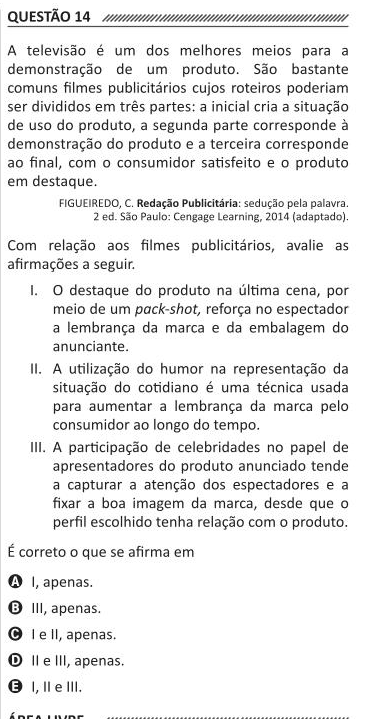 QUESTÃO 14
A televisão é um dos melhores meios para a
demonstração de um produto. São bastante
comuns filmes publicitários cujos roteiros poderiam
ser divididos em três partes: a inicial cria a situação
de uso do produto, a segunda parte corresponde à
demonstração do produto e a terceira corresponde
ao final, com o consumidor satisfeito e o produto
em destaque.
FIGUEIREDO, C. Redação Publicitária: sedução pela palavra.
2 ed. São Paulo: Cengage Learning, 2014 (adaptado).
Com relação aos filmes publicitários, avalie as
afirmações a seguir.
I. O destaque do produto na última cena, por
meio de um pack-shot, reforça no espectador
a lembrança da marca e da embalagem do
anunciante.
II. A utilização do humor na representação da
situação do cotidiano é uma técnica usada
para aumentar a lembrança da marca pelo
consumidor ao longo do tempo.
III. A participação de celebridades no papel de
apresentadores do produto anunciado tende
a capturar a atenção dos espectadores e a
fixar a boa imagem da marca, desde que o
perfil escolhido tenha relação com o produto.
É correto o que se afirma em
A I, apenas.
B III, apenas.
C I e II, apenas.
D II e III, apenas.
E I, II e III.
ÁREA LIVRE